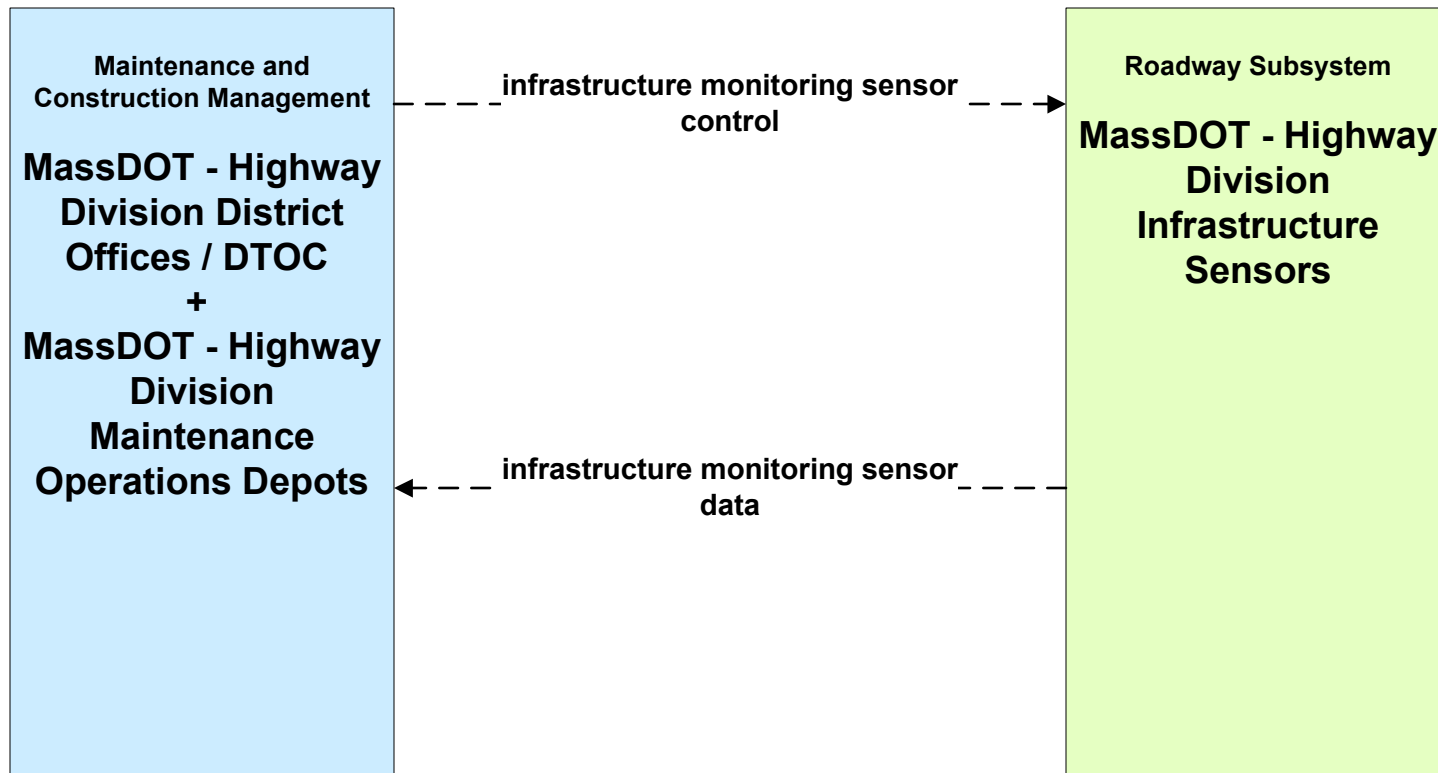 Maintenance and
Construction Management
MassDOT - Highway
Division District
Offices / DTOC
+
MassDOT - Highway
Division
Maintenance
Operations Depots
infrastructure monitoring sensor
control
infrastructure monitoring sensor
data
Roadway Subsystem
MassDOT - Highway
Division
Infrastructure
Sensors